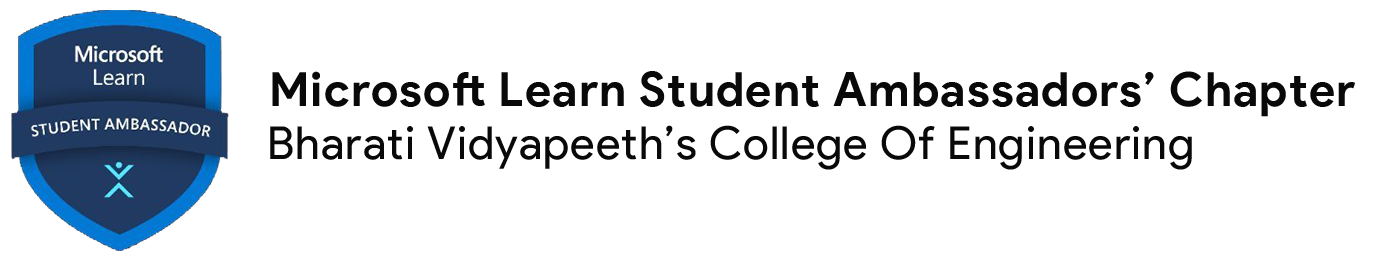 Microsoft
Learn
STUDENT AMBASSADOR
Microsoft Learn Student Ambassadors’ Chapter
Bharati Vidyapeeth’s College Of Engineering